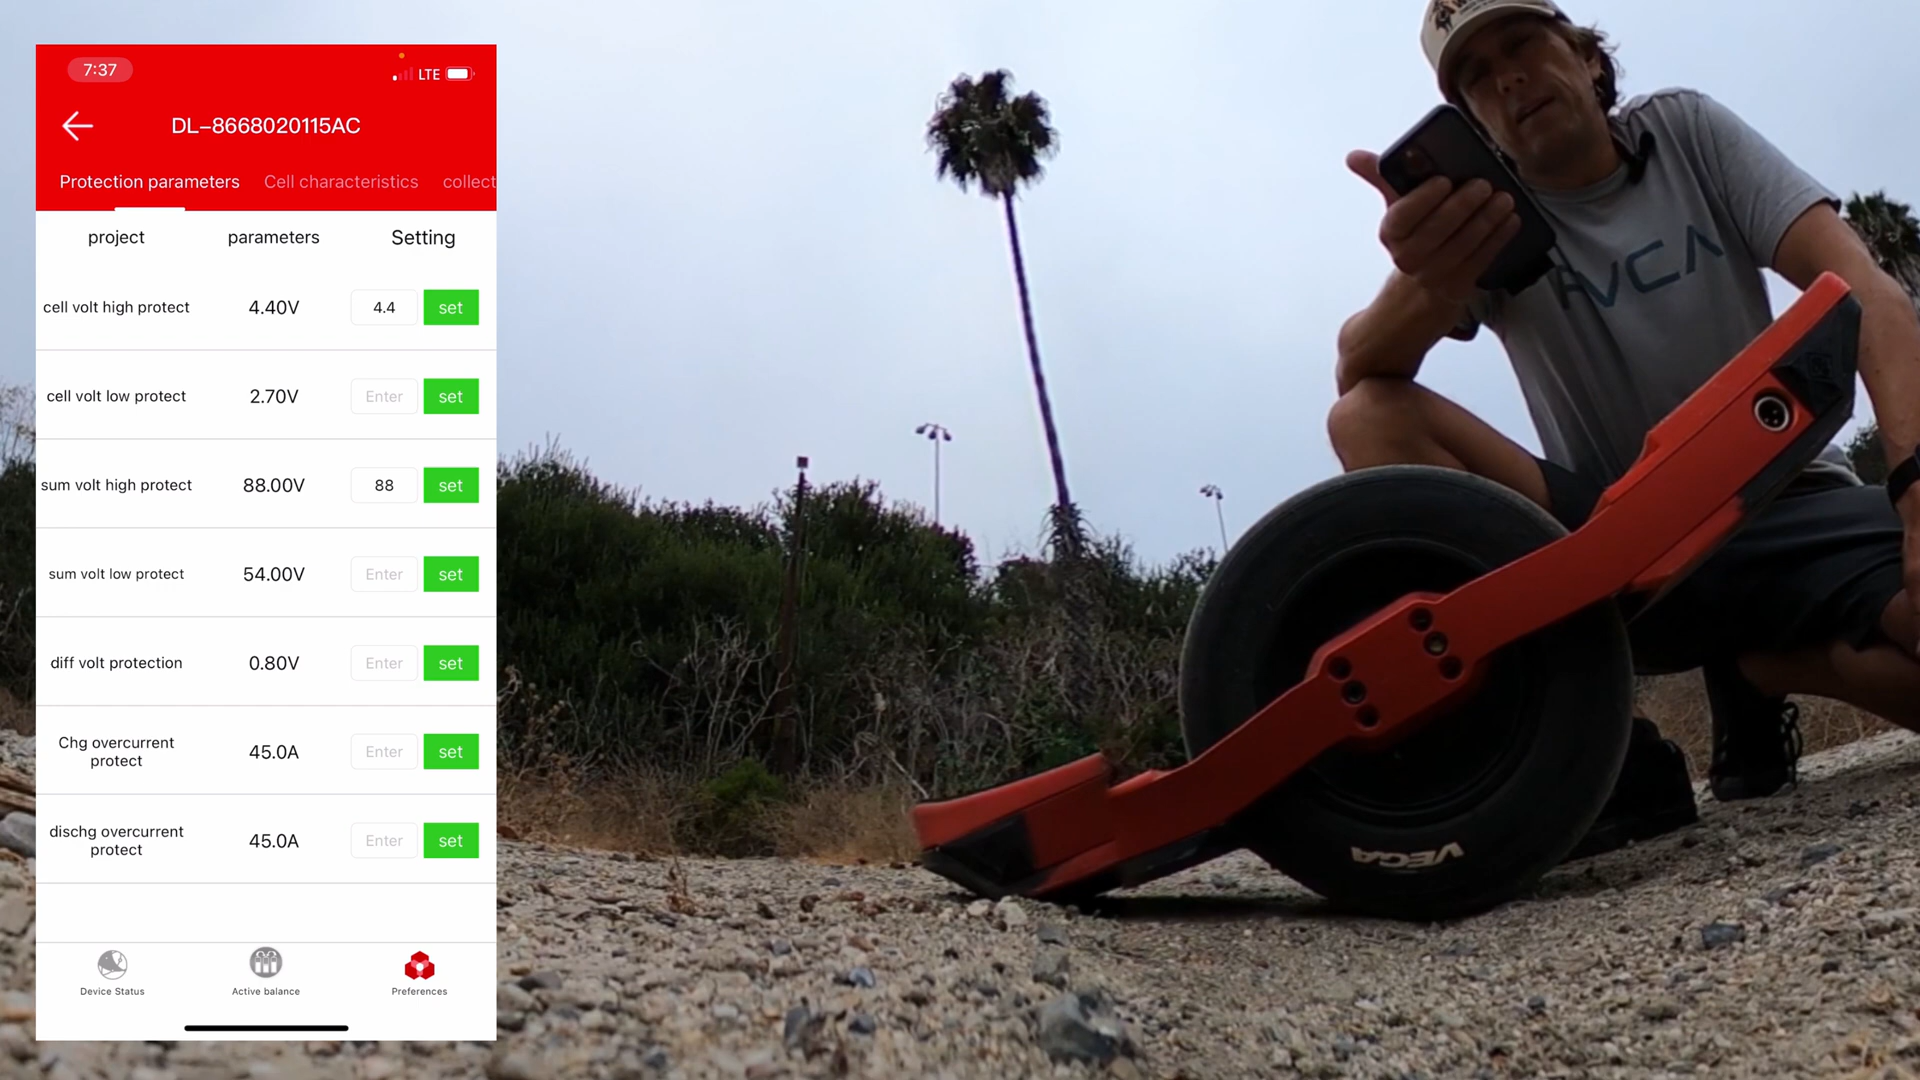 7:37
LTE
DL-8668020115AC
Protection parameters Cell characteristics collect
project parameters Setting
cell volt high protect 4.40V 4.4 set
cell volt low protect 2.70V Enter set
sum volt high protect 88.00V 88 set
sum volt low protect 54.00V Enter set
diff volt protection 0.80V Enter set
Chg overcurrent
protect 45.0A Enter set
dischg overcurrent
protect 45.0A Enter set
Device Status Active balance Preferences
RVCA
VEGA